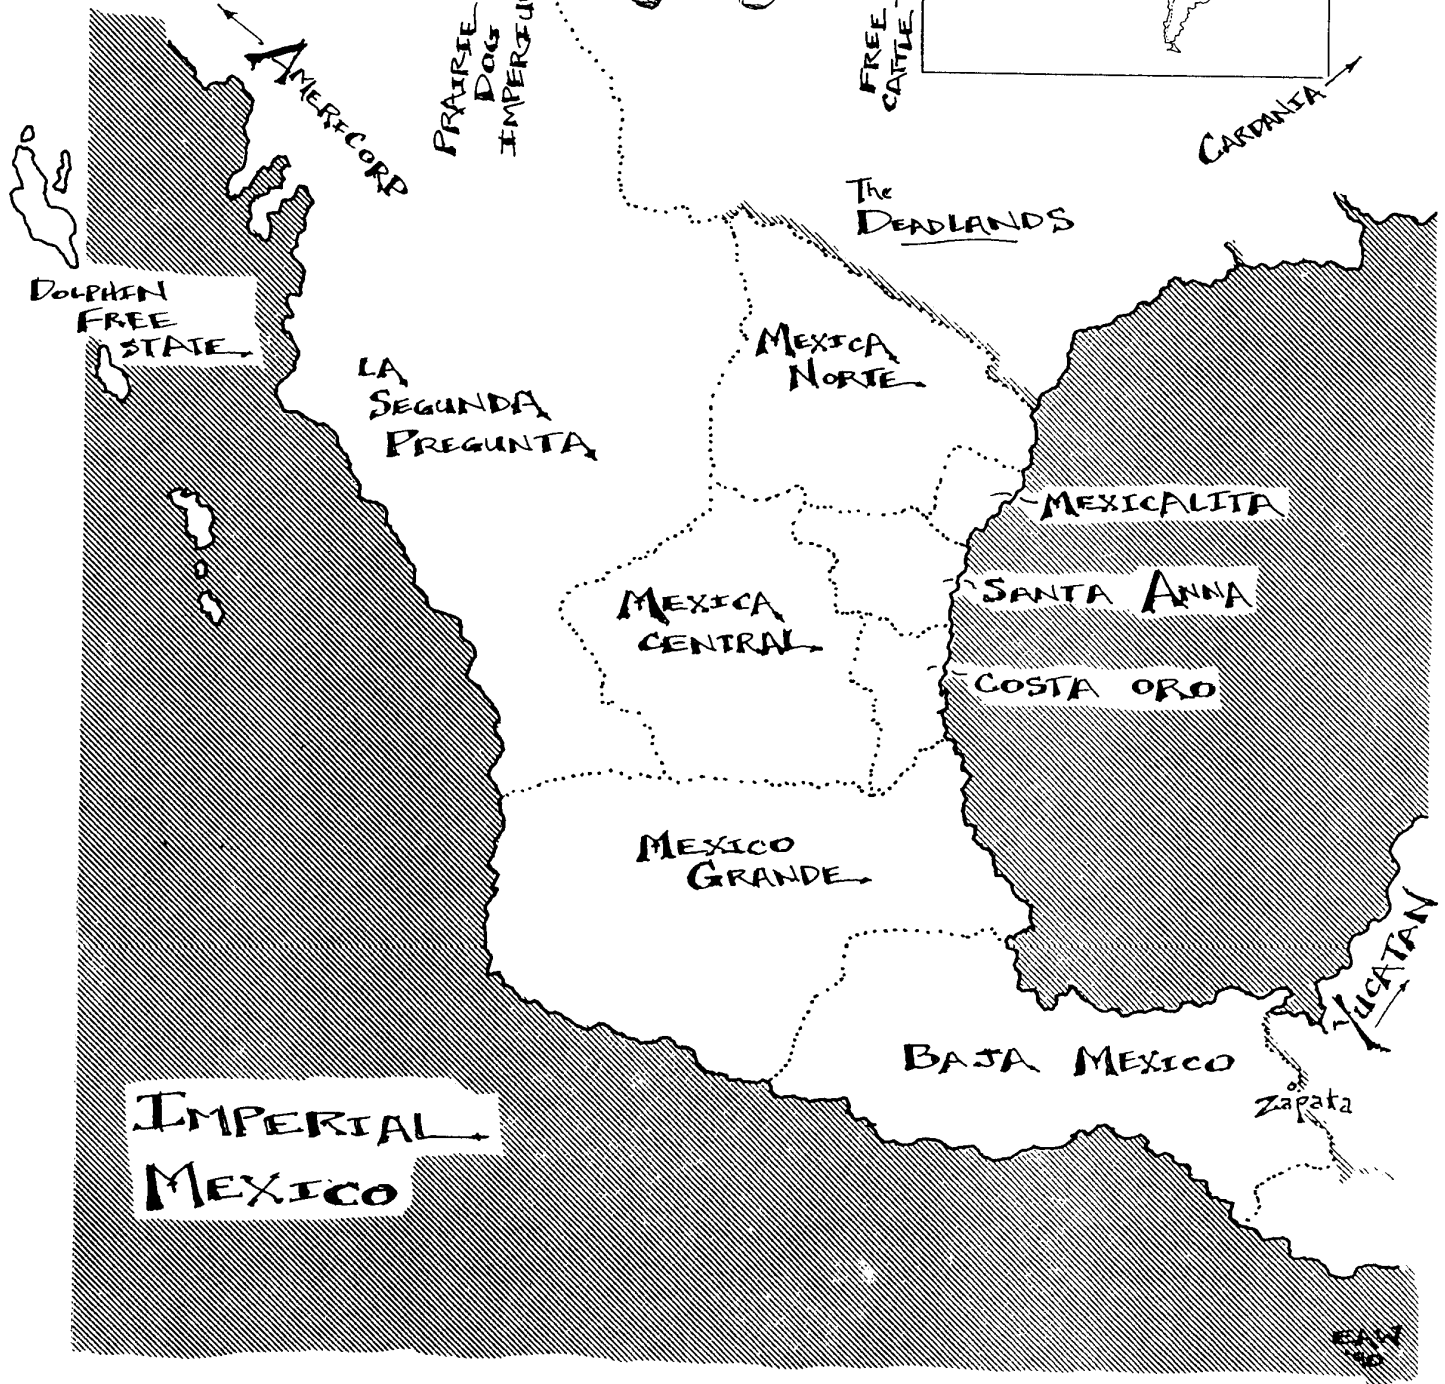 AMERICORP
PRAIRIE
DOG
FREE
CATTLE
CARDANIA
The
DEADLANDS
DOLPHIN
FREE
STATE
MEXICA
NORTE
LA
SEGUNDA
PREGUNTA
MEXICALITA
SANTA ANNA
MEXICA
CENTRAL
COSTA ORO
MEXICO
GRANDE
YUCATAN
BAJA MEXICO
Zapata
IMPERIAL
MEXICO
EAW
'90